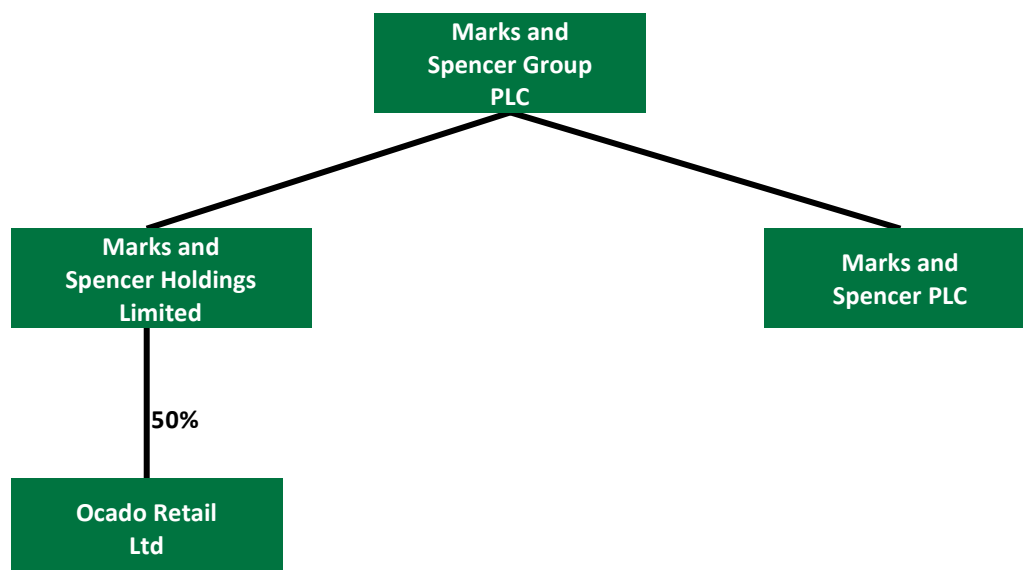 Marks and
Spencer Group
PLC
Marks and
Spencer Holdings
Limited
Marks and
Spencer PLC
50%
Ocado Retail
Ltd